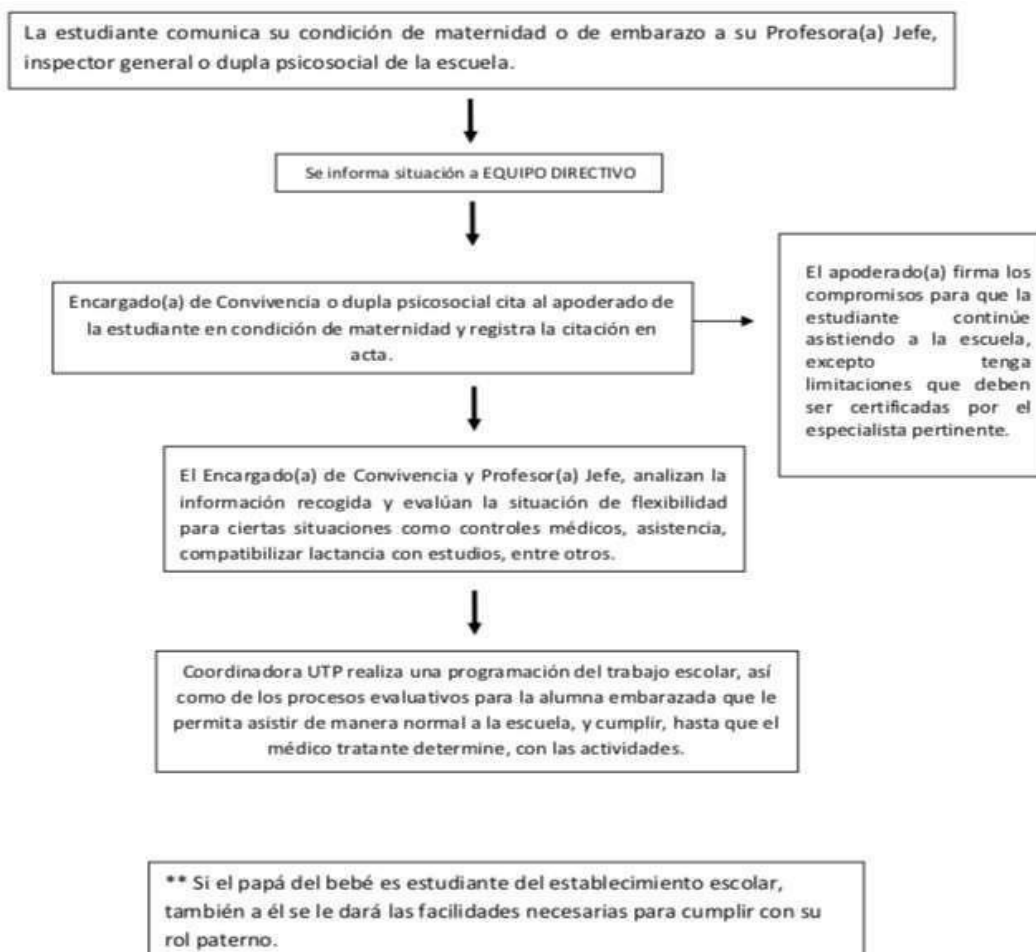 La estudiante comunica su condición de maternidad o de embarazo a su Profesora(a) Jefe,
inspector general o dupla psicosocial de la escuela.
Se informa situación a EQUIPO DIRECTIVO
Encargado(a) de Convivencia o dupla psicosocial cita al apoderado de
la estudiante en condición de maternidad y registra la citación en
acta.
El apoderado(a) firma los
compromisos para que la
estudiante continúe
asistiendo a la escuela,
excepto tenga
limitaciones que deben
ser certificadas por el
especialista pertinente.
El Encargado(a) de Convivencia y Profesor(a) Jefe, analizan la
información recogida y evalúan la situación de flexibilidad
para ciertas situaciones como controles médicos, asistencia,
compatibilizar lactancia con estudios, entre otros.
Coordinadora UTP realiza una programación del trabajo escolar, así
como de los procesos evaluativos para la alumna embarazada que le
permita asistir de manera normal a la escuela, y cumplir, hasta que el
médico tratante determine, con las actividades.
** Si el papá del bebé es estudiante del establecimiento escolar,
también a él se le dará las facilidades necesarias para cumplir con su
rol paterno.